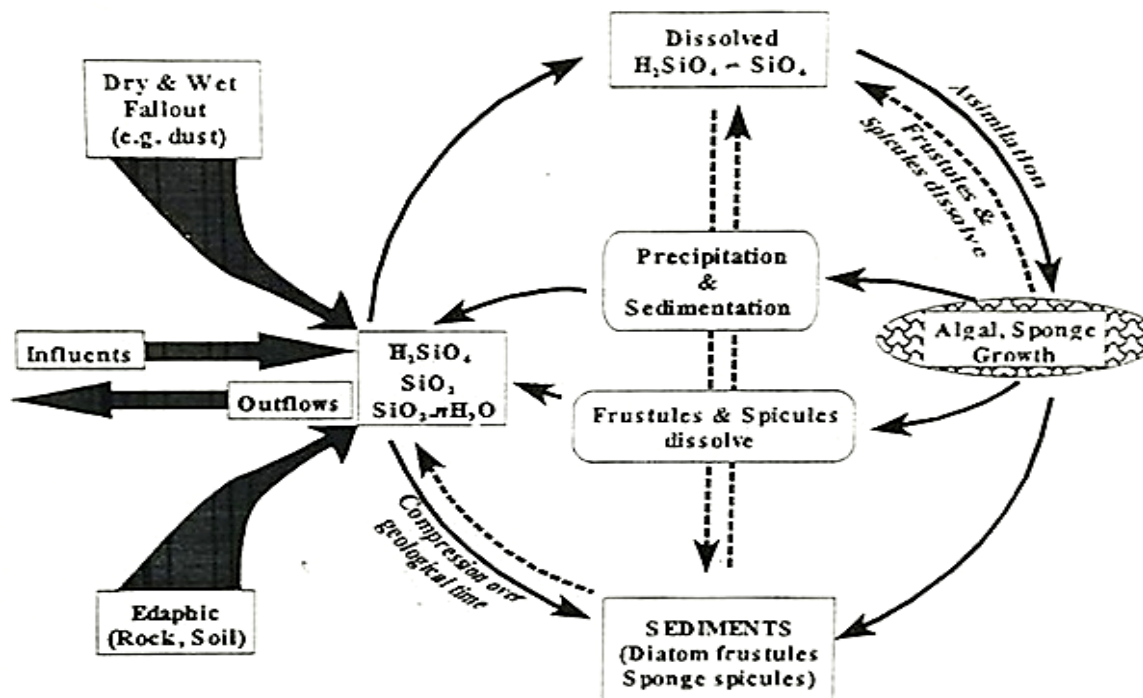 Dissolved
H₂SiO₄ – SiO₄
Dry & Wet
Fallout
(e.g. dust)
Assimilation
Frustules &
Spicules dissolve
Precipitation
&
Sedimentation
Algal, Sponge
Growth
Influents
Outflows
H₂SiO₄
SiO₂
SiO₂.nH₂O
Frustules & Spicules
dissolve
Compression over
geological time
Edaphic
(Rock, Soil)
SEDIMENTS
(Diatom frustules
Sponge spicules)